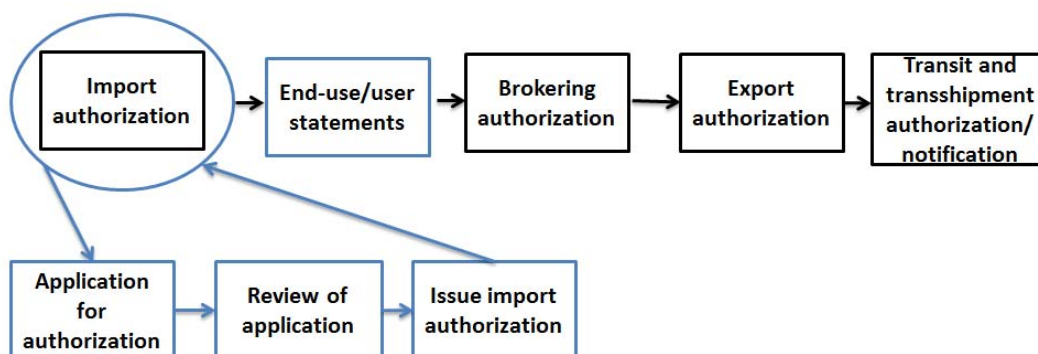 Import
authorization
End-use/user
statements
Brokering
authorization
Export
authorization
Transit and
transshipment
authorization/
notification
Application
for
authorization
Review of
application
Issue import
authorization